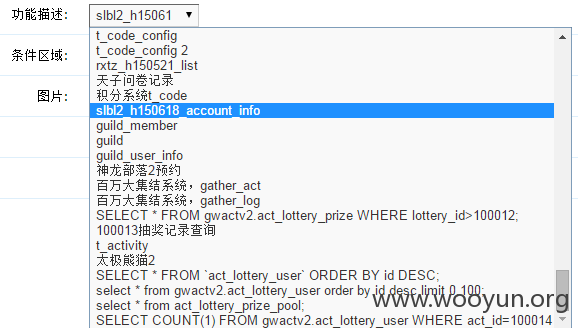 功能描述: slbl2_h15061
条件区域:
图片:
t_code_config
t_code_config 2
rxtz_h150521_list
天子问卷记录
积分系统t_code
slbl2_h150618_account_info
guild_member
guild
guild_user_info
神龙部落2预约
百万大集结系统，gather_act
百万大集结系统，gather_log
SELECT * FROM gwactv2.act_lottery_prize WHERE lottery_id>100012;
100013抽奖记录查询
t_activity
太极熊猫2
SELECT * FROM `act_lottery_user` ORDER BY id DESC;
select * from gwactv2.act_lottery_user order by id desc limit 0,100;
select * from act_lottery_prize_pool;
SELECT COUNT(1) FROM gwactv2.act_lottery_user WHERE act_id=100014
www.wooyun.org